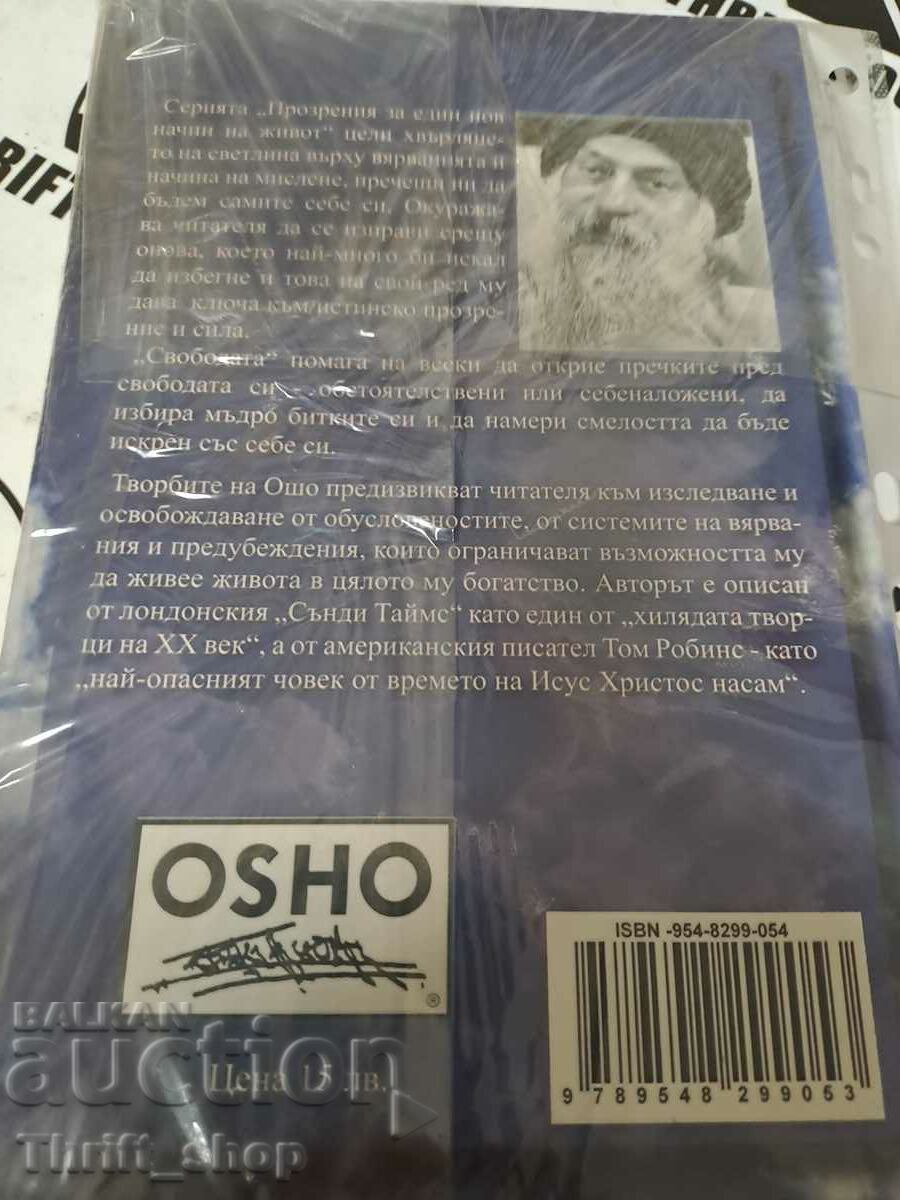 Серията „Прозрения за един нов
начин на живот“ цели хвърляне-
то на светлина върху вярванията и
начина на мислене, пречещи ни да
бъдем самите себе си. Окуража-
ва читателя да се изправи срещу
онова, което най-много би искал
да избегне и това на свой ред му
дава ключа към истинско прозре-
ние и сила.
„Свободата“ помага на всеки да открие пречките пред
свободата си - обстоятелствени или себеналожени, да
избира мъдро битките си и да намери смелостта да бъде
искрен със себе си.
Творбите на Ошо предизвикват читателя към изследване и
освобождаване от обусловеностите, от системите на вярва-
ния и предубеждения, които ограничават възможността му
да живее живота в цялото му богатство. Авторът е описан
от лондонския „Сънди Таймс“ като един от „хилядата твор-
ци на XX век“, а от американския писател Том Робинс - като
„най-опасният човек от времето на Исус Христос насам“.
OSHO
®
ISBN -954-8299-054
9 789548 299053
Цена 15 лв.
BALKAN
auction
Thrift_shop
RIFT